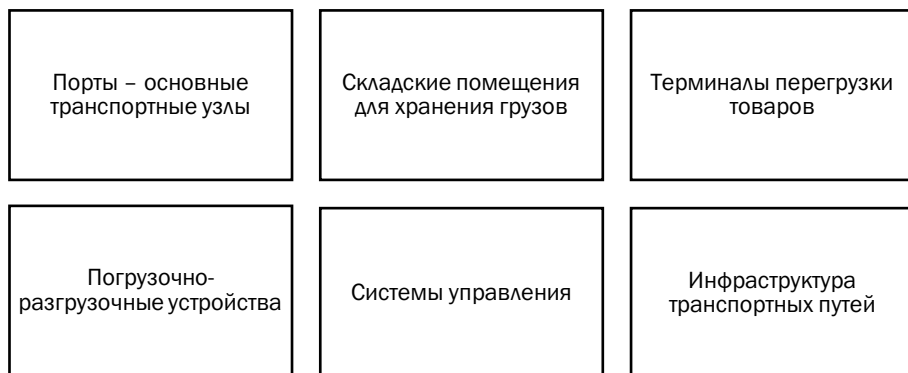 Порты – основные
транспортные узлы
Складские помещения
для хранения грузов
Терминалы перегрузки
товаров
Погрузочно-
разгрузочные устройства
Системы управления
Инфраструктура
транспортных путей